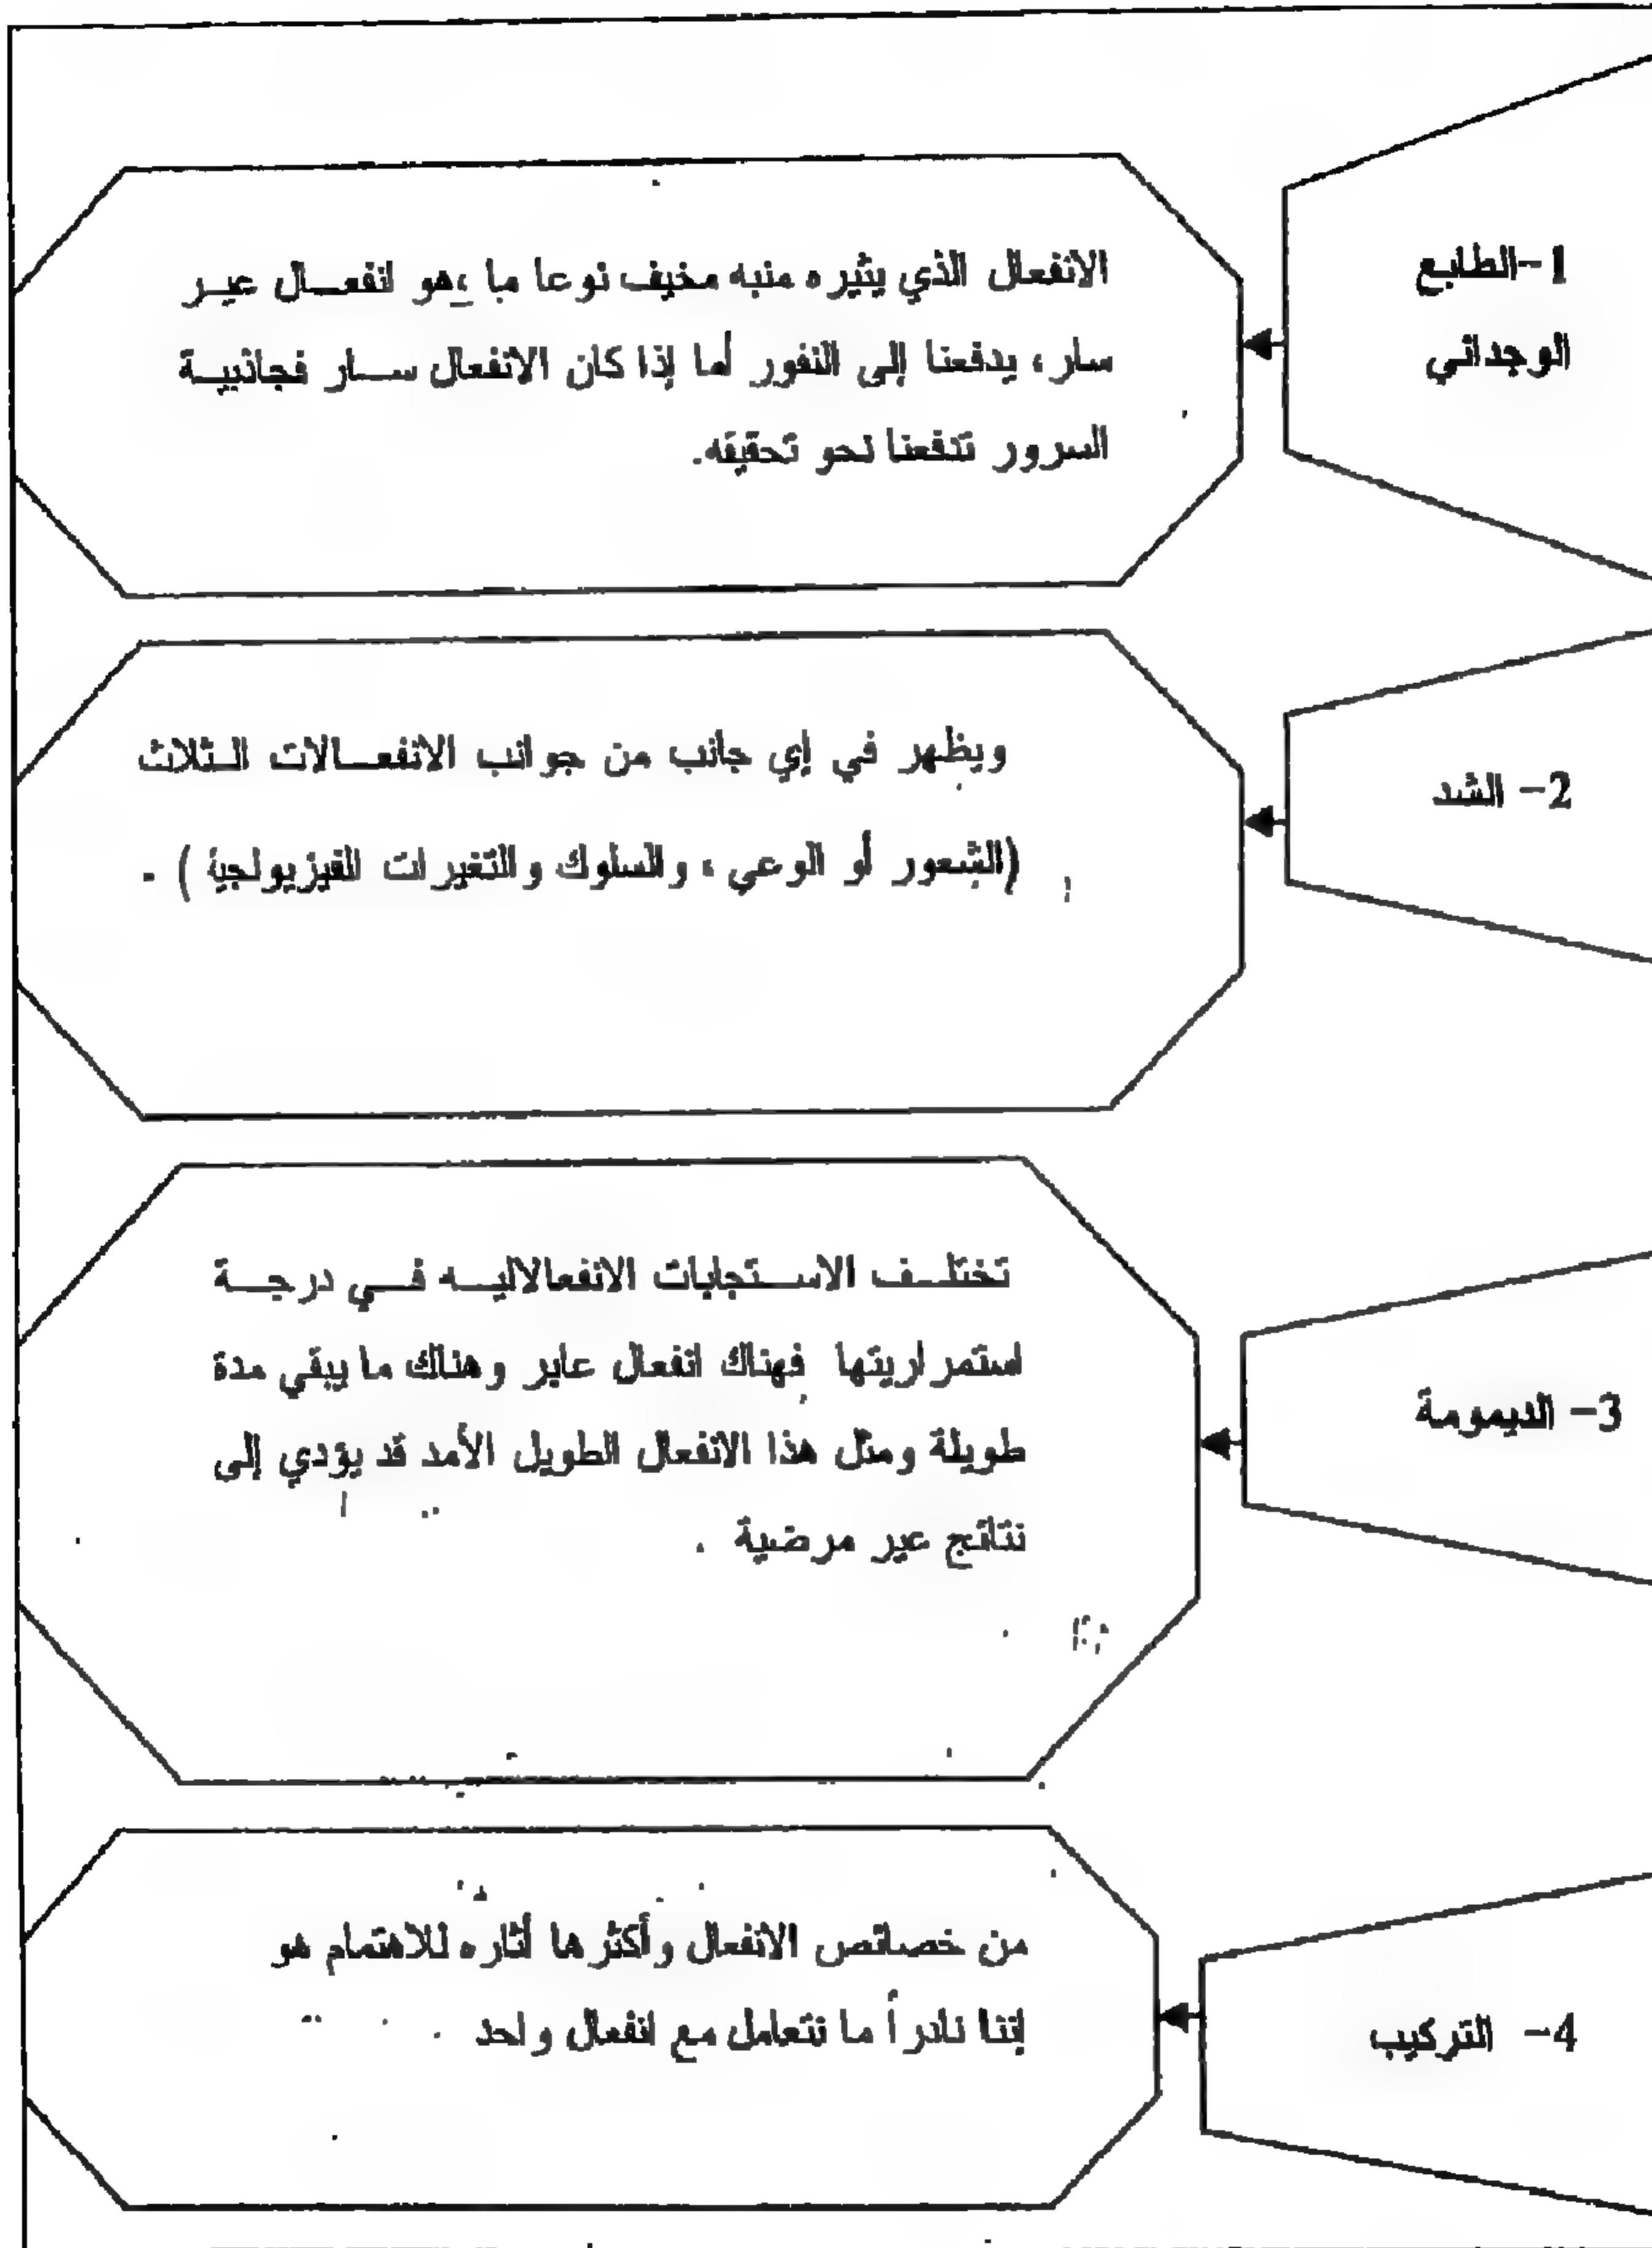 1-الطابع
الوجداني
الانفعال الذي يثيره منبه مخيف نوعا ما ،هو انفعال عير
سار، يدفعنا إلى النفور أما إذا كان الانفعال سار فجاذبية
السرور تدفعنا نحو تحقيقه.
2- الشد
ويظهر في إي جانب من جوانب الانفعالات الثلاث
(الشعور أو الوعي ، والسلوك والتغيرات الفيزيولجية ) .
3- الديمومة
تختلف الاستجابات الانفعالاليه في درجة
استمراريتها فهناك انفعال عابر وهناك ما يبقي مدة
طويلة ومثل هذا الانفعال الطويل الأمد قد يؤدي إلى
نتائج عير مرضية .
4- التركيب
من خصائص الانفعال وأكثرها أثاره للاهتمام هو
إننا نادراً ما نتعامل مع انفعال واحد